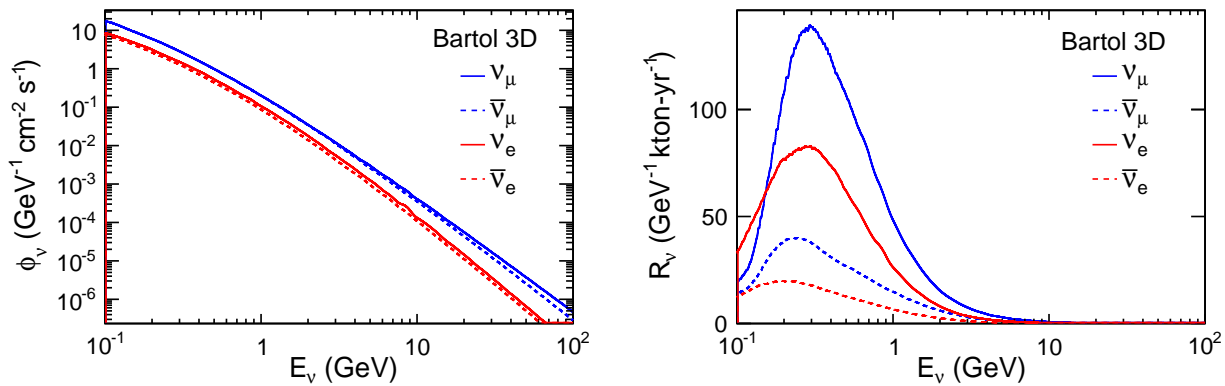 Bartol 3D
ν_μ
ν̅_μ
ν_e
ν̅_e
ϕ_ν (GeV⁻¹ cm⁻² s⁻¹)
10
1
10⁻¹
10⁻²
10⁻³
10⁻⁴
10⁻⁵
10⁻⁶
10⁻¹ 1 10 10²
E_ν (GeV)
Bartol 3D
ν_μ
ν̅_μ
ν_e
ν̅_e
R_ν (GeV⁻¹ kton-yr⁻¹)
100
50
0
10⁻¹ 1 10 10²
E_ν (GeV)